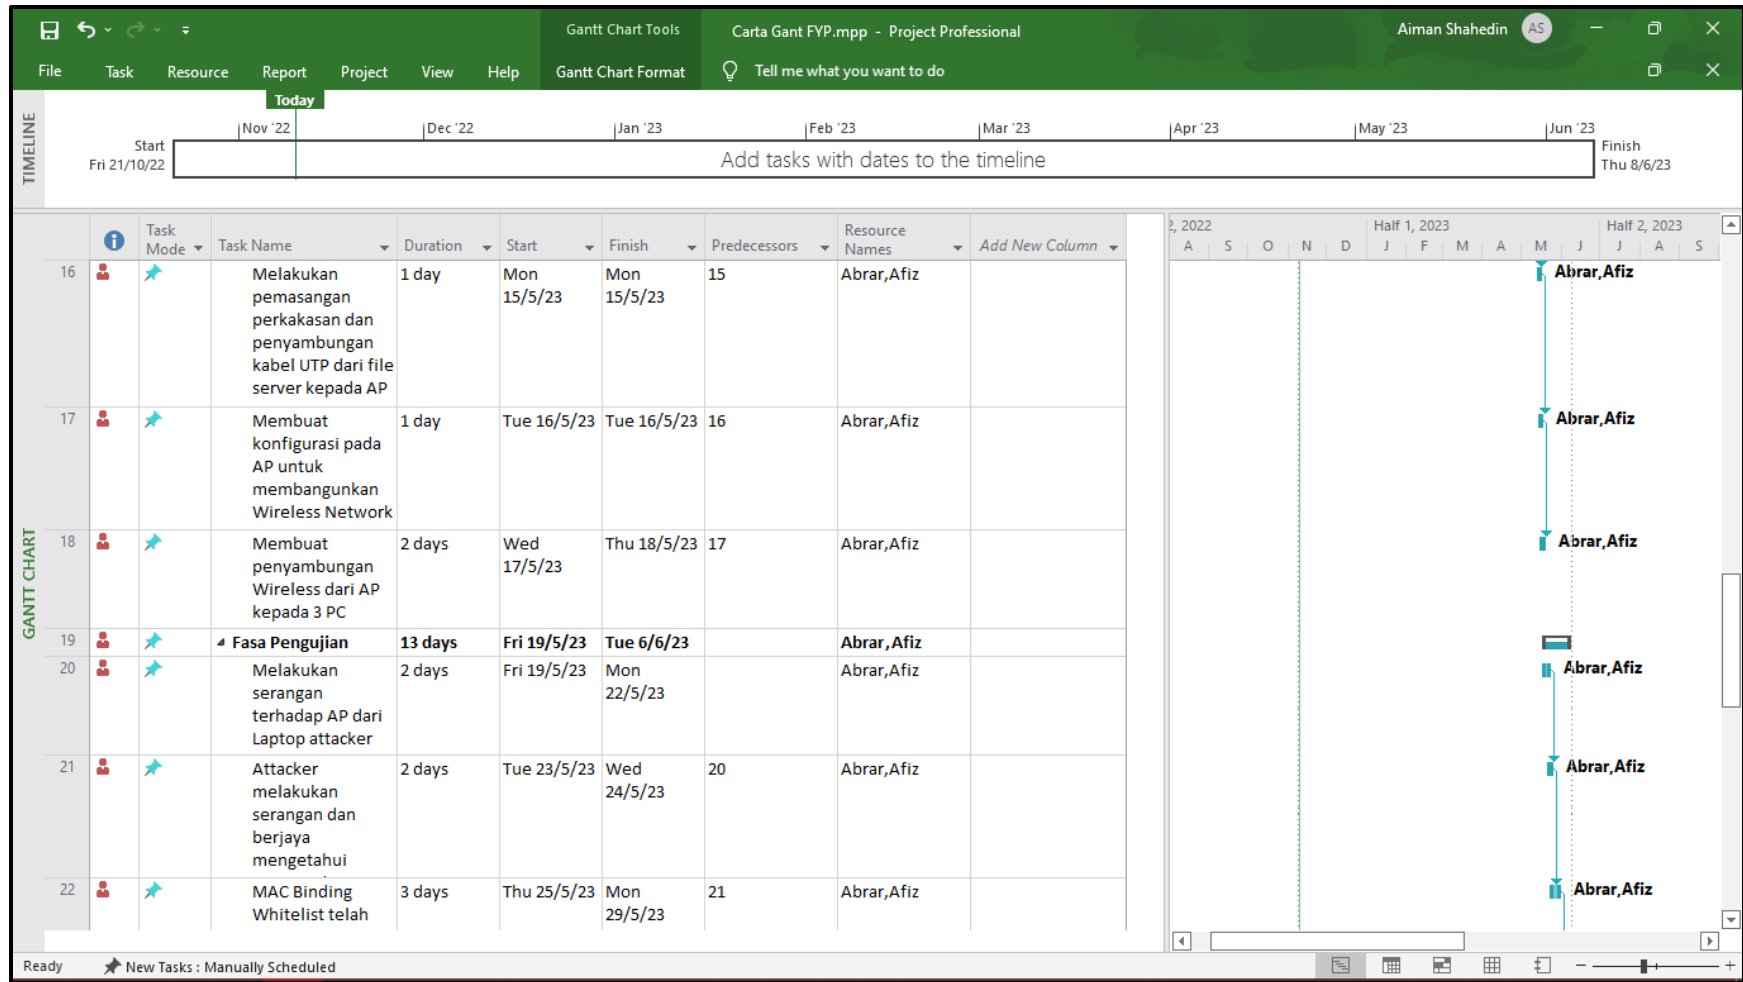 Gantt Chart Tools
Carta Gant FYP.mpp - Project Professional
Aiman Shahedin AS
File Task Resource Report Project View Help Gantt Chart Format Tell me what you want to do
Today
TIMELINE
Nov '22 Dec '22 Jan '23 Feb '23 Mar '23 Apr '23 May '23 Jun '23
Start
Fri 21/10/22
Add tasks with dates to the timeline
Finish
Thu 8/6/23
GANTT CHART
Task
Mode Task Name Duration Start Finish Predecessors
Resource
Names Add New Column
2, 2022 Half 1, 2023 Half 2, 2023
A S O N D J F M A M J J A S
16 Melakukan 1 day Mon Mon 15 Abrar,Afiz Abrar,Afiz
pemasangan 15/5/23 15/5/23
perkakasan dan
penyambungan
kabel UTP dari file
server kepada AP
17 Membuat 1 day Tue 16/5/23 Tue 16/5/23 16 Abrar,Afiz Abrar,Afiz
konfigurasi pada
AP untuk
membangunkan
Wireless Network
18 Membuat 2 days Wed Thu 18/5/23 17 Abrar,Afiz Abrar,Afiz
penyambungan 17/5/23
Wireless dari AP
kepada 3 PC
19 Fasa Pengujian 13 days Fri 19/5/23 Tue 6/6/23 Abrar,Afiz
20 Melakukan 2 days Fri 19/5/23 Mon Abrar,Afiz Abrar,Afiz
serangan 22/5/23
terhadap AP dari
Laptop attacker
21 Attacker 2 days Tue 23/5/23 Wed 20 Abrar,Afiz Abrar,Afiz
melakukan 24/5/23
serangan dan
berjaya
mengetahui
22 MAC Binding 3 days Thu 25/5/23 Mon 21 Abrar,Afiz Abrar,Afiz
Whitelist telah 29/5/23
Ready New Tasks : Manually Scheduled